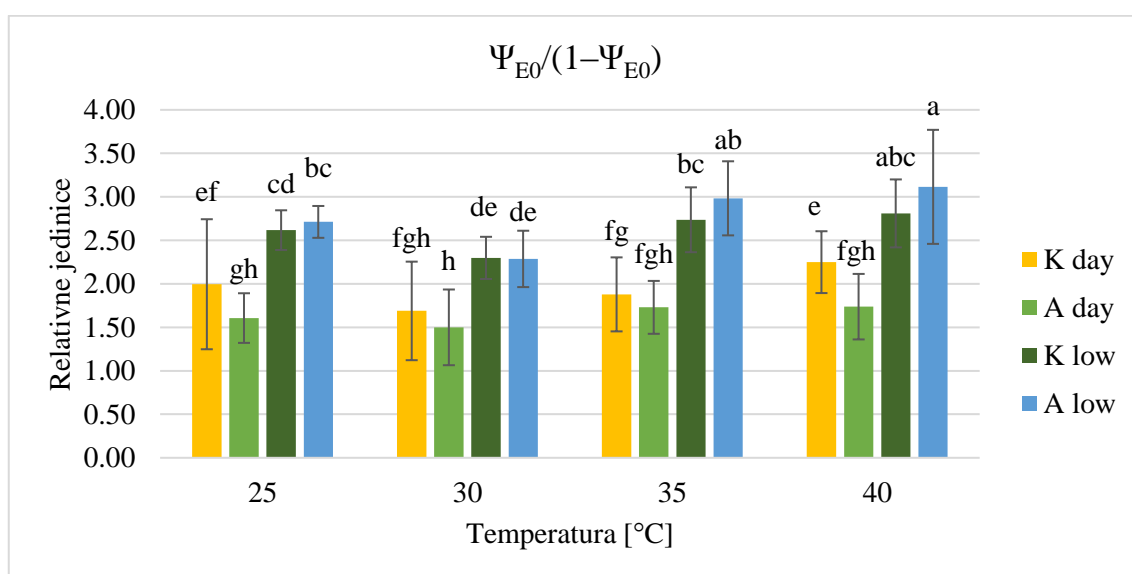 ΨE0/(1–ΨE0)
Relativne jedinice
4.00
3.50
3.00
2.50
2.00
1.50
1.00
0.50
0.00
ef
gh
cd
bc
fgh
h
de
de
fg
fgh
bc
ab
e
fgh
abc
a
25
30
35
40
Temperatura [°C]
K day
A day
K low
A low